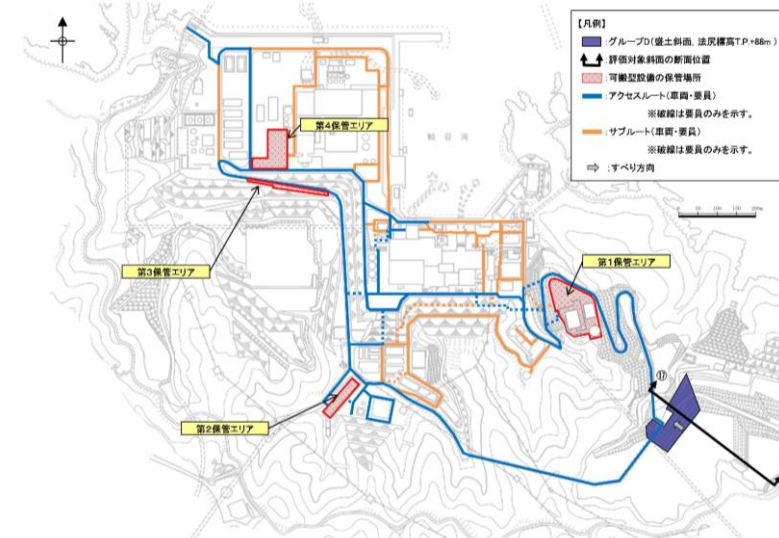 【凡例】
:グループD(盛土斜面、法尻標高T.P.+88m)
:評価対象斜面の断面位置
:可搬型設備の保管場所
:アクセスルート(車両・要員)
※破線は要員のみを示す。
:サブルート(車両・要員)
※破線は要員のみを示す。
:すべり方向
第4保管エリア
輪谷湾
第3保管エリア
第1保管エリア
⑰
第2保管エリア